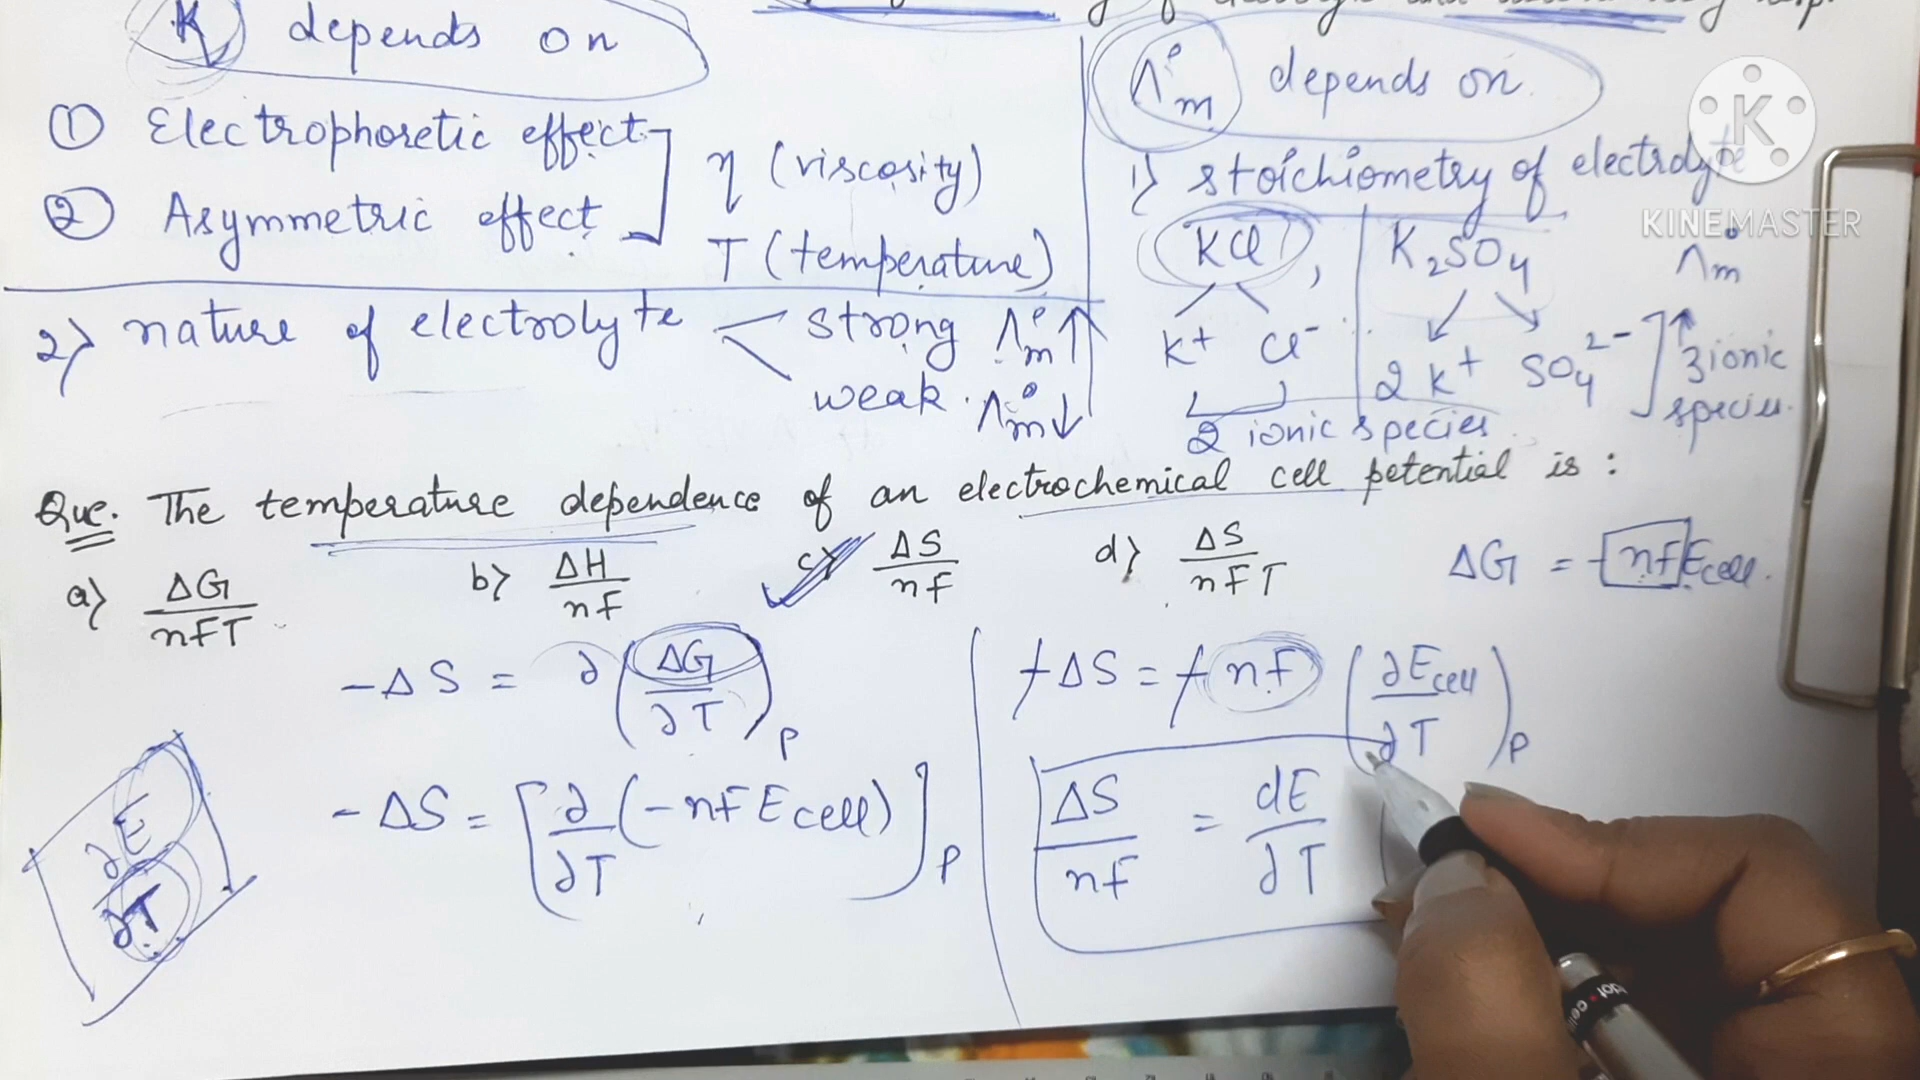 K depends on
① Electrophoretic effect
② Asymmetric effect
η (viscosity)
T (temperature)
2) nature of electrolyte
strong Λ°m ↑
weak. Λ°m ↓
Λ°m depends on.
1) stoichiometry of electrolyte
KCl, K₂SO₄ Λ°m
K⁺ Cl⁻ 2K⁺ SO₄²⁻
2 ionic species
↑ 3 ionic species.
K
KINEMASTER
Que. The temperature dependence of an electrochemical cell potential is :
a) ΔG/nFT b) ΔH/nF c) ΔS/nF d) ΔS/nFT
ΔG = -nFEcell.
-ΔS = ∂(ΔG/∂T)P
-ΔS = [∂/∂T (-nFEcell)]P
-ΔS = -nF (∂Ecell/∂T)P
ΔS/nF = dE/∂T
∂E/∂T